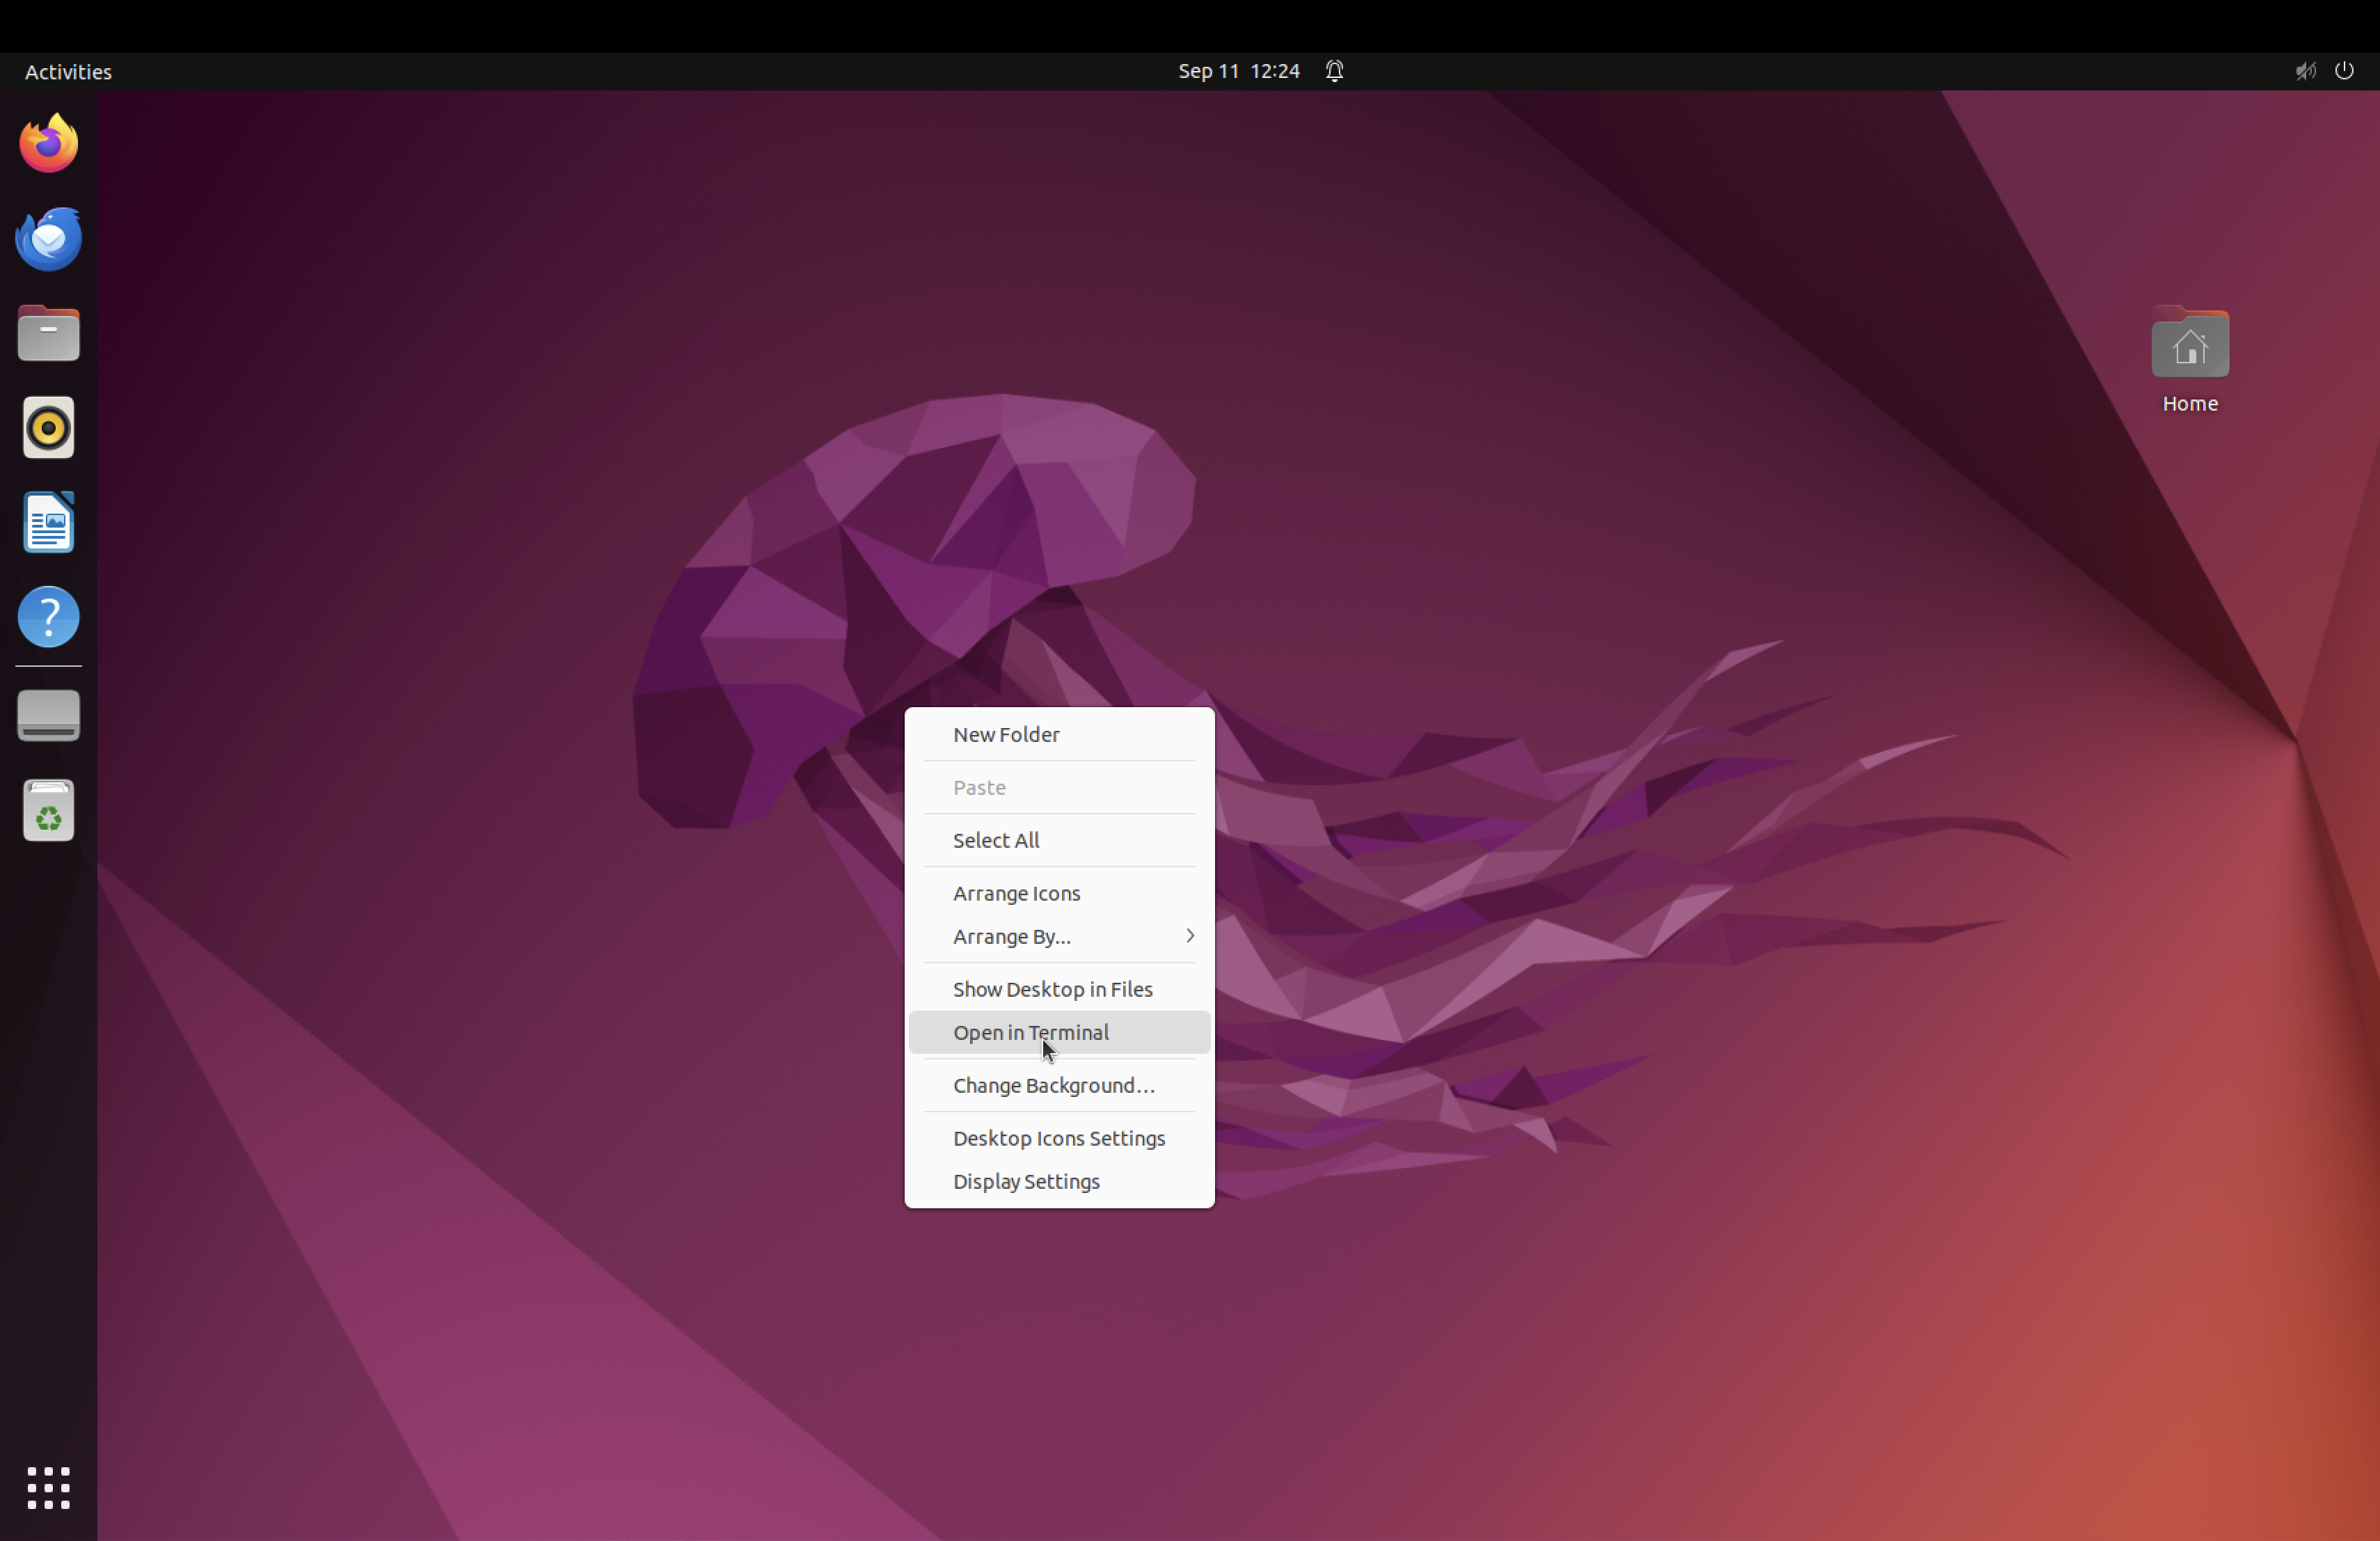 Activities
Sep 11 12:24
Home
?
New Folder
Paste
Select All
Arrange Icons
Arrange By...
Show Desktop in Files
Open in Terminal
Change Background…
Desktop Icons Settings
Display Settings